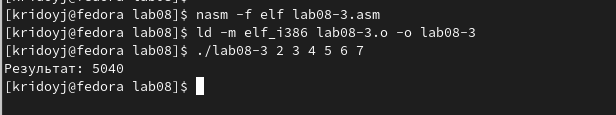 [kridoyj@fedora lab08]$ nasm -f elf lab08-3.asm
[kridoyj@fedora lab08]$ ld -m elf_i386 lab08-3.o -o lab08-3
[kridoyj@fedora lab08]$ ./lab08-3 2 3 4 5 6 7
Результат: 5040
[kridoyj@fedora lab08]$